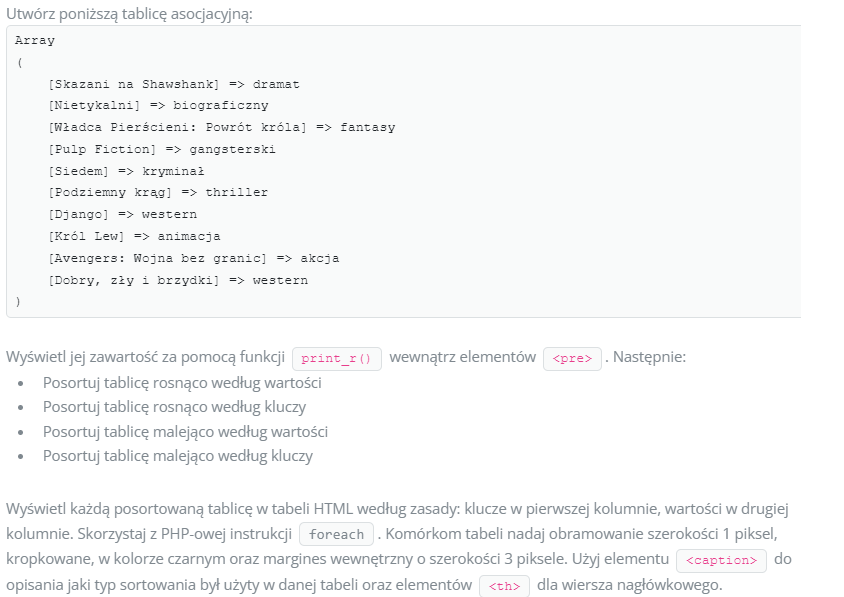 Utwórz poniższą tablicę asocjacyjną:
Array
(
    [Skazani na Shawshank] => dramat
    [Nietykalni] => biograficzny
    [Władca Pierścieni: Powrót króla] => fantasy
    [Pulp Fiction] => gangsterski
    [Siedem] => kryminał
    [Podziemny krąg] => thriller
    [Django] => western
    [Król Lew] => animacja
    [Avengers: Wojna bez granic] => akcja
    [Dobry, zły i brzydki] => western
)
Wyświetl jej zawartość za pomocą funkcji print_r() wewnątrz elementów <pre> . Następnie:
• Posortuj tablicę rosnąco według wartości
• Posortuj tablicę rosnąco według kluczy
• Posortuj tablicę malejąco według wartości
• Posortuj tablicę malejąco według kluczy
Wyświetl każdą posortowaną tablicę w tabeli HTML według zasady: klucze w pierwszej kolumnie, wartości w drugiej
kolumnie. Skorzystaj z PHP-owej instrukcji foreach . Komórkom tabeli nadaj obramowanie szerokości 1 piksel,
kropkowane, w kolorze czarnym oraz margines wewnętrzny o szerokości 3 piksele. Użyj elementu <caption> do
opisania jaki typ sortowania był użyty w danej tabeli oraz elementów <th> dla wiersza nagłówkowego.